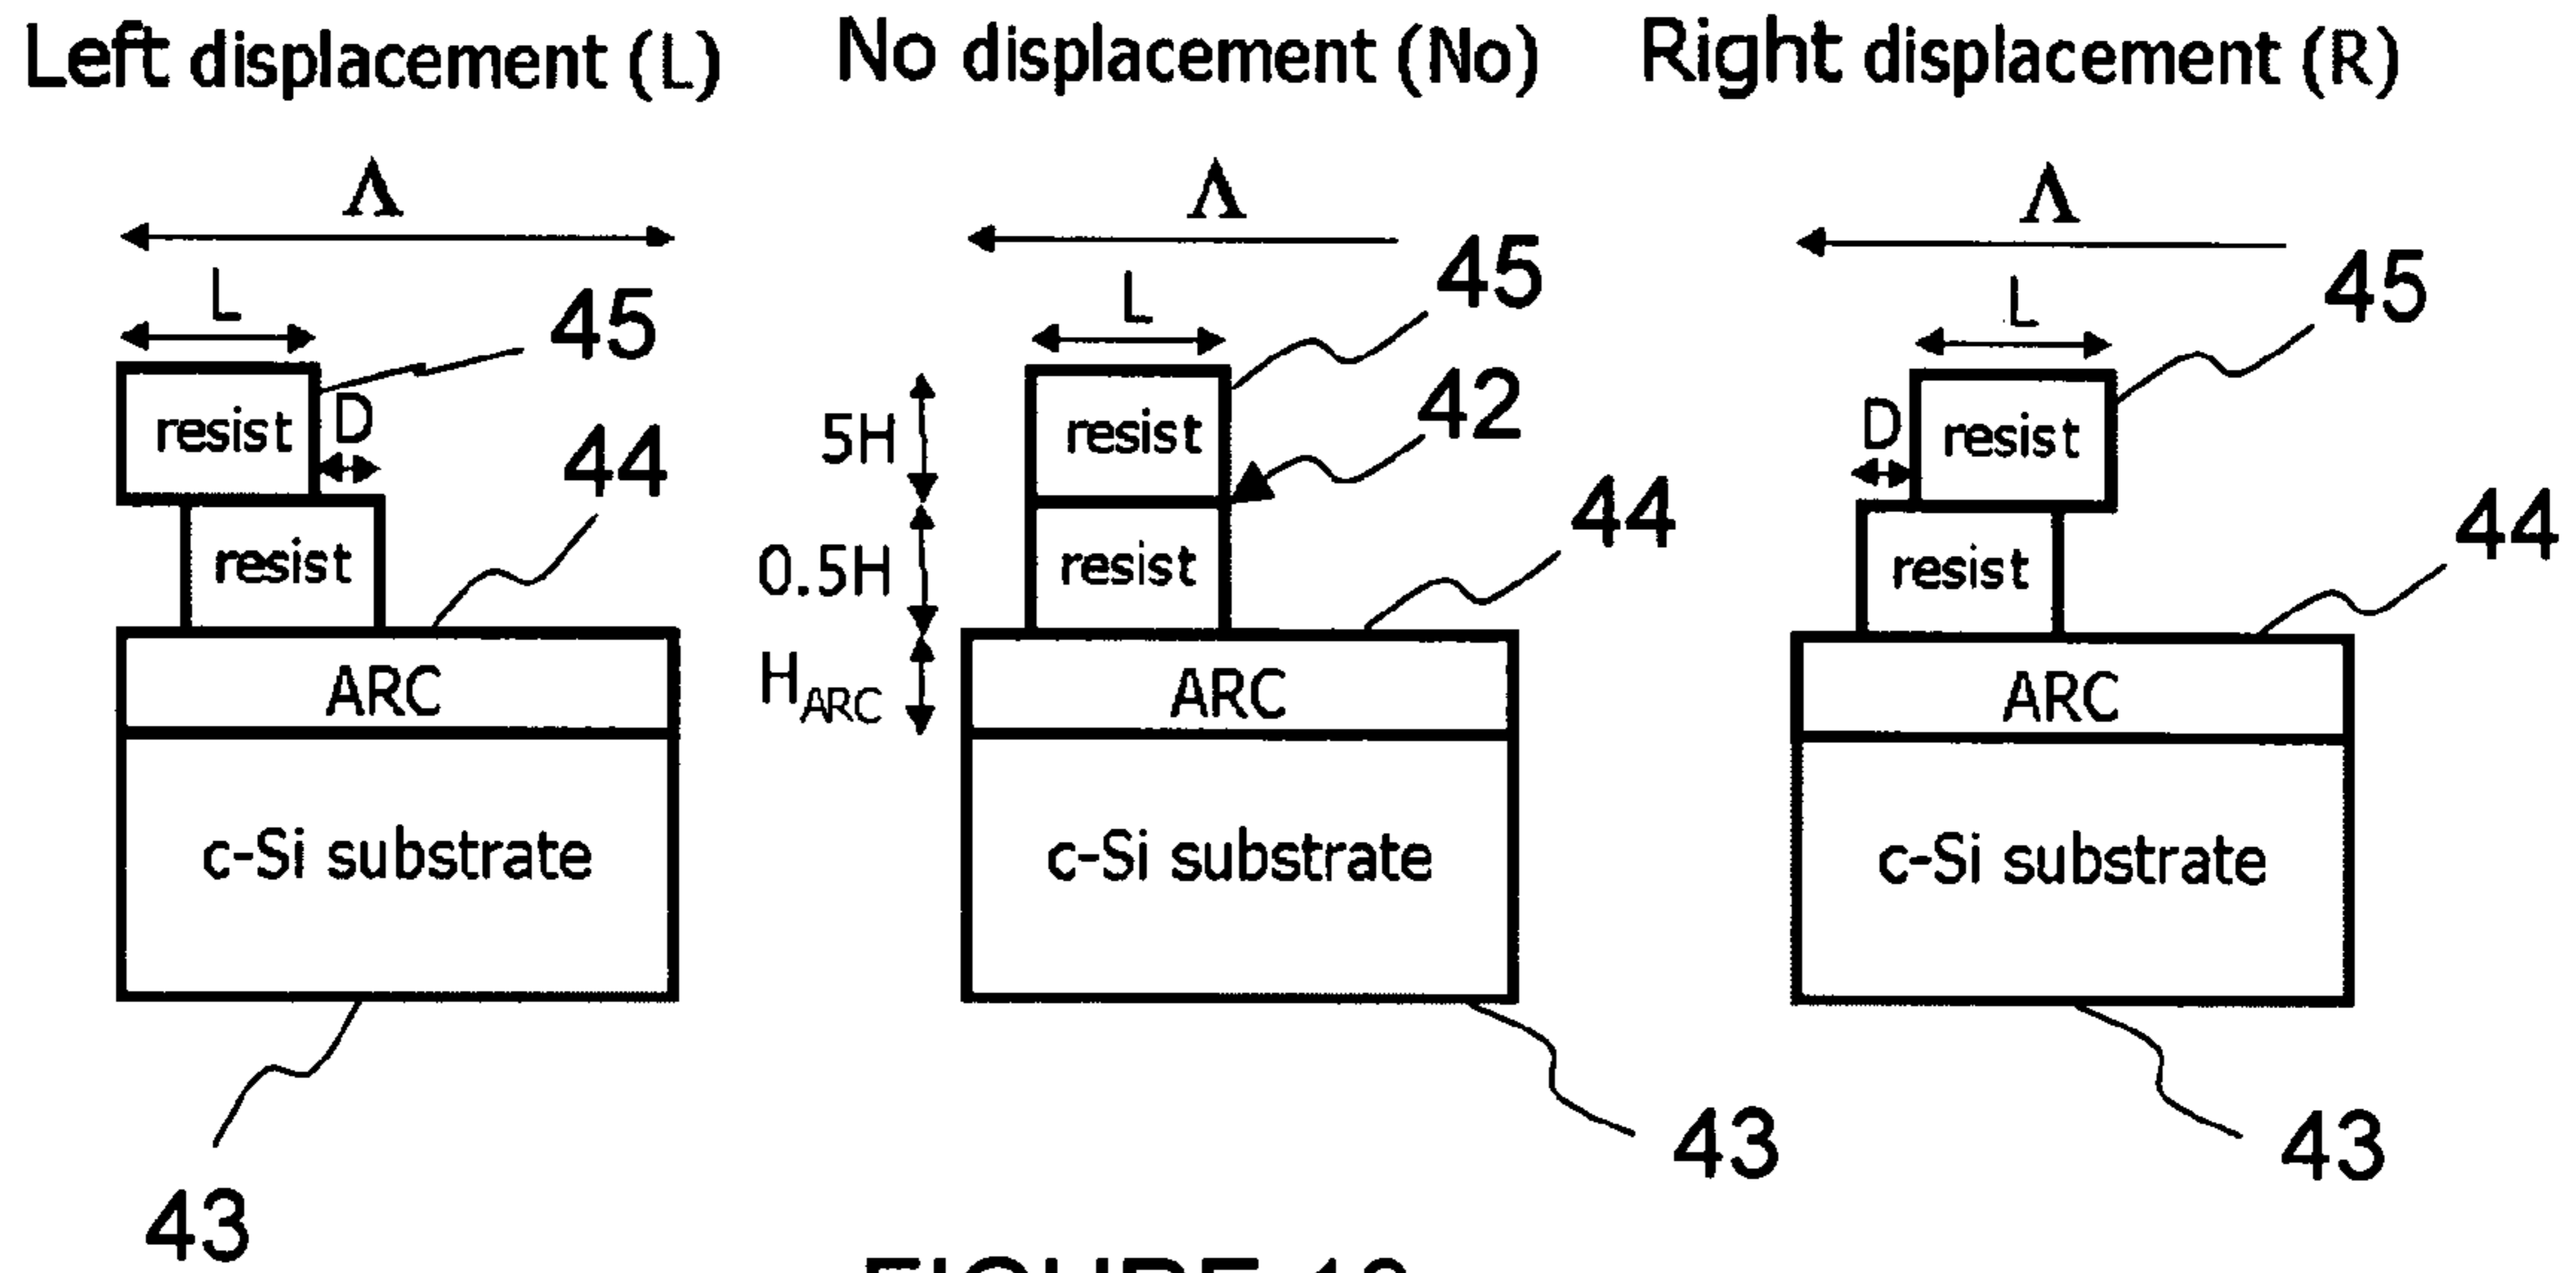 Left displacement (L)
No displacement (No)
Right displacement (R)
Λ
Λ
Λ
L
45
L
45
L
45
resist
D
44
5H
resist
42
44
D
resist
44
resist
0.5H
resist
resist
ARC
H_ARC
ARC
ARC
c-Si substrate
c-Si substrate
c-Si substrate
43
43
43